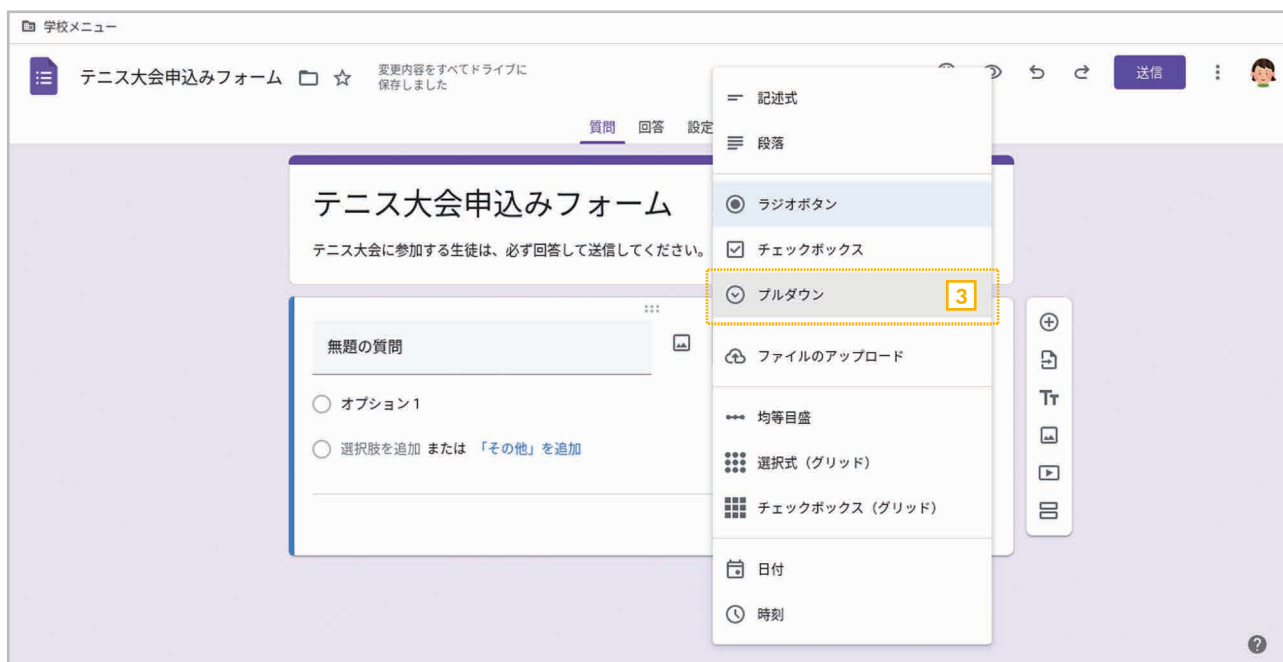 学校メニュー
テニス大会申込みフォーム
変更内容をすべてドライブに
保存しました
送信
質問 回答 設定
テニス大会申込みフォーム
テニス大会に参加する生徒は、必ず回答して送信してください。
無題の質問
オプション 1
選択肢を追加 または 「その他」を追加
記述式
段落
ラジオボタン
チェックボックス
プルダウン 3
ファイルのアップロード
均等目盛
選択式（グリッド）
チェックボックス（グリッド）
日付
時刻
Tт
?